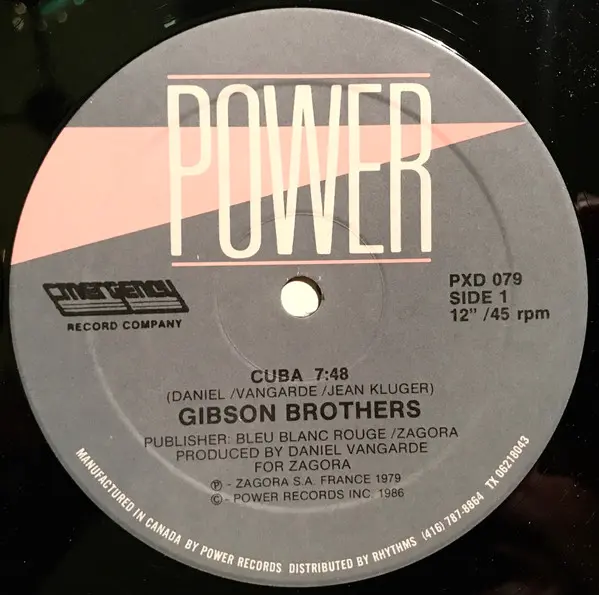 POWER
emergency
RECORD COMPANY
PXD 079
SIDE 1
12" /45 rpm
CUBA 7:48
(DANIEL /VANGARDE /JEAN KLUGER)
GIBSON BROTHERS
PUBLISHER: BLEU BLANC ROUGE /ZAGORA
PRODUCED BY DANIEL VANGARDE
FOR ZAGORA
℗ - ZAGORA S.A. FRANCE 1979
© - POWER RECORDS INC. 1986
MANUFACTURED IN CANADA BY POWER RECORDS DISTRIBUTED BY RHYTHMS (416) 787-8864 TX 06218043